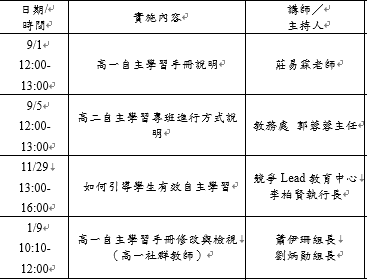 日期/
時間
實施內容
講師／
主持人
9/1
12:00-
13:00
高一自主學習手冊說明
莊易霖老師
9/5
12:00-
13:00
高二自主學習專班進行方式說
明
教務處 郭蓉蓉主任
11/29
13:00-
16:00
如何引導學生有效自主學習
競爭 Lead 教育中心
李柏賢執行長
1/9
10:10-
12:00
高一自主學習手冊修改與檢視
（高一社群教師）
蕭伊珊組長
劉炳勛組長